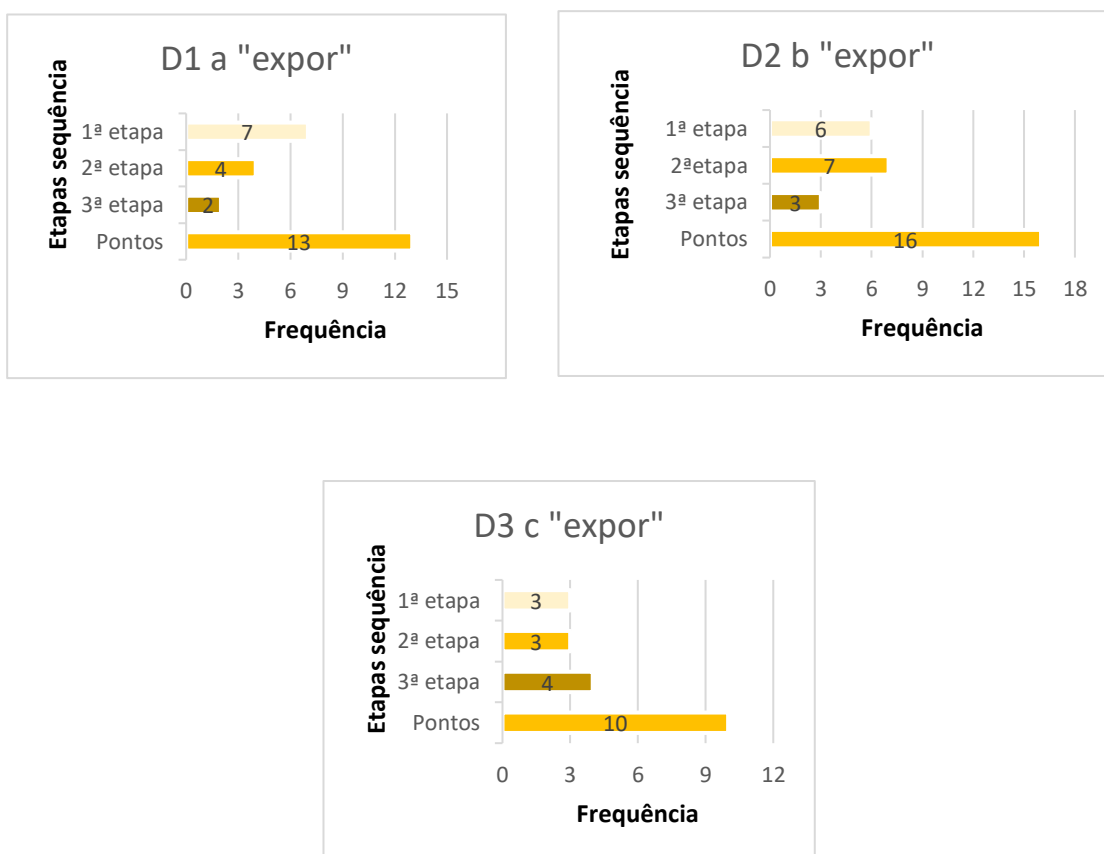 D1 a "expor"
Etapas sequência
1ª etapa
7
2ª etapa
4
3ª etapa
2
Pontos
13
0 3 6 9 12 15
Frequência
D2 b "expor"
Etapas sequência
1ª etapa
6
2ªetapa
7
3ª etapa
3
Pontos
16
0 3 6 9 12 15 18
Frequência
D3 c "expor"
Etapas sequência
1ª etapa
3
2ª etapa
3
3ª etapa
4
Pontos
10
0 3 6 9 12
Frequência